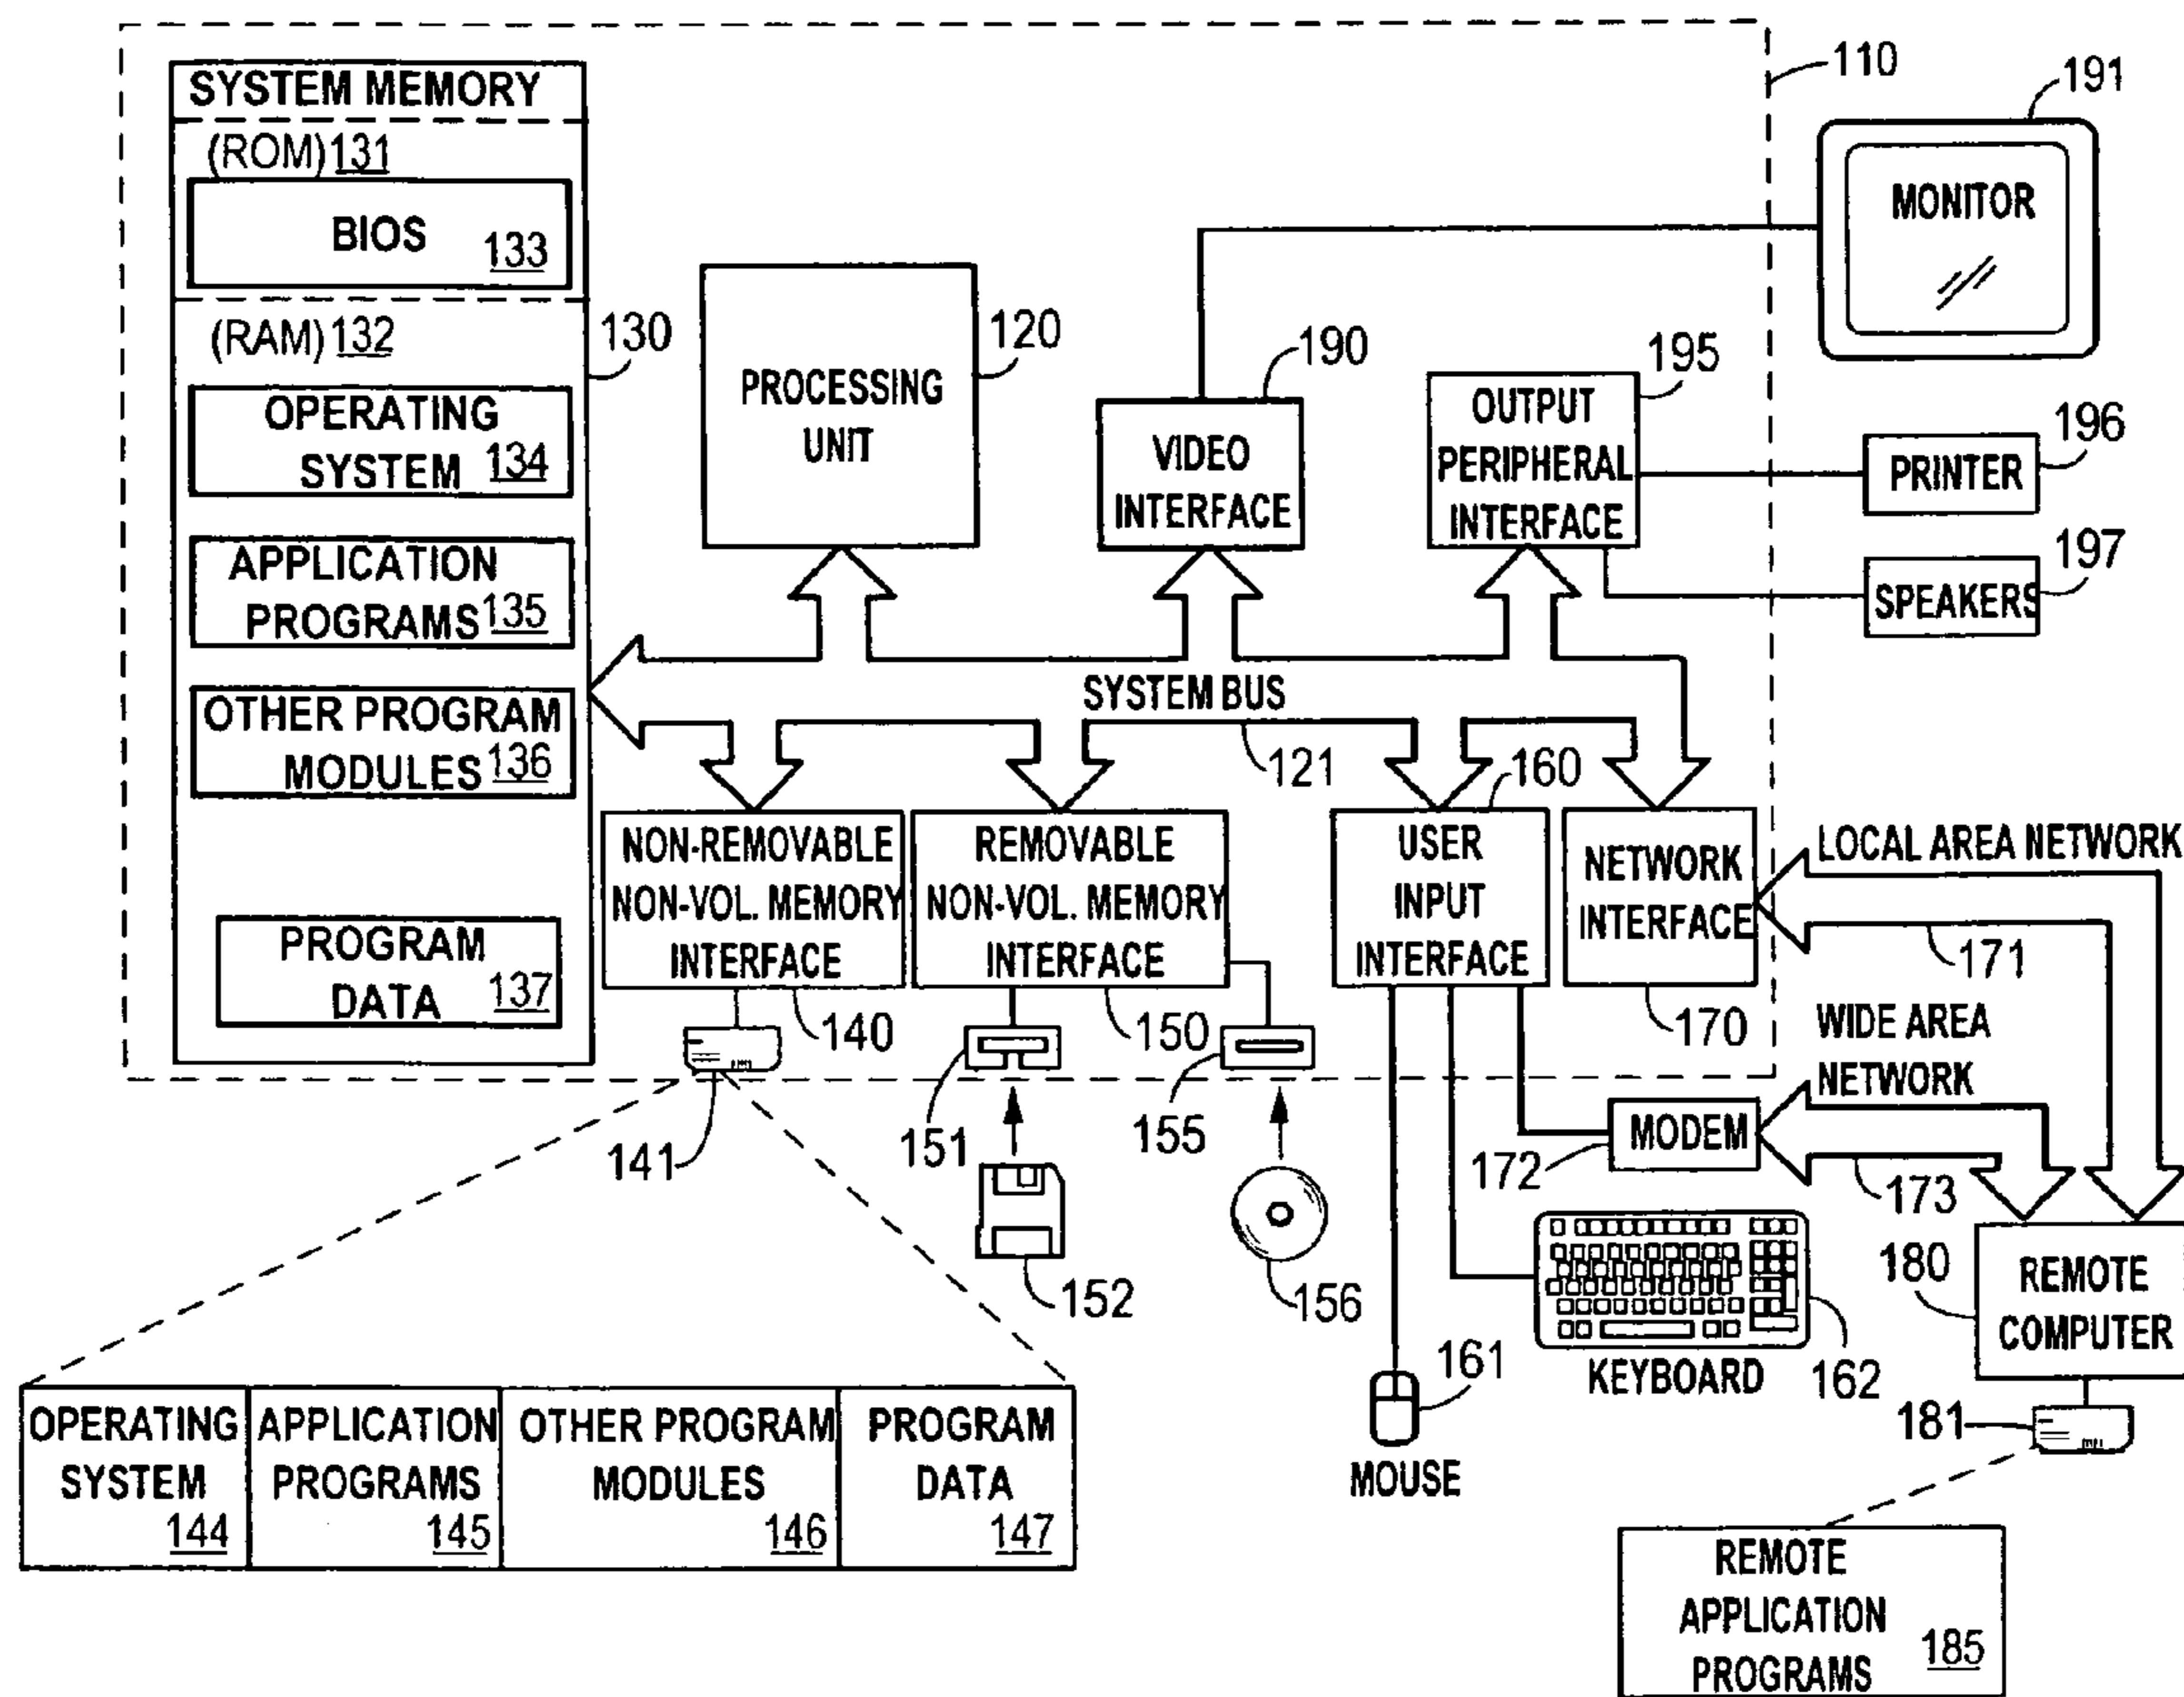 110
191
SYSTEM MEMORY
(ROM) 131
BIOS 133
(RAM) 132
130
OPERATING
SYSTEM 134
APPLICATION
PROGRAMS 135
OTHER PROGRAM
MODULES 136
PROGRAM
DATA 137
PROCESSING
UNIT
120
VIDEO
INTERFACE
190
OUTPUT
PERIPHERAL
INTERFACE
195
MONITOR
PRINTER
196
SPEAKERS
197
SYSTEM BUS
121
NON-REMOVABLE
NON-VOL. MEMORY
INTERFACE
140
REMOVABLE
NON-VOL. MEMORY
INTERFACE
150
160
USER
INPUT
INTERFACE
NETWORK
INTERFACE
170
LOCAL AREA NETWORK
171
WIDE AREA
NETWORK
141
151
155
152
156
MODEM
172
173
161
MOUSE
KEYBOARD
162
180
REMOTE
COMPUTER
181
OPERATING
SYSTEM
144
APPLICATION
PROGRAMS
145
OTHER PROGRAM
MODULES
146
PROGRAM
DATA
147
REMOTE
APPLICATION
PROGRAMS 185